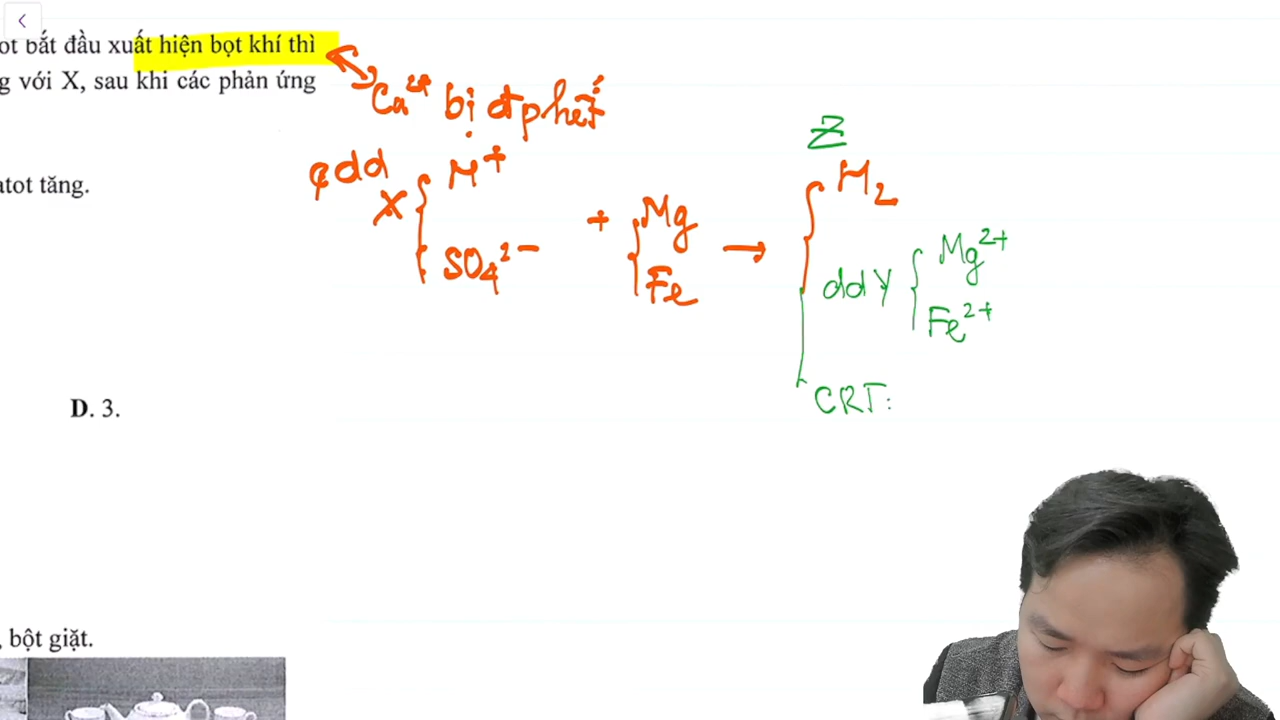 ot bắt đầu xuất hiện bọt khí thì
g với X, sau khi các phản ứng
Cu²⁺ bị đp hết
dd X { H⁺
SO₄²⁻
+ { Mg
Fe
→
Z
{ H₂
dd Y { Mg²⁺
Fe²⁺
CRT:
atot tăng.
D. 3.
, bột giặt.